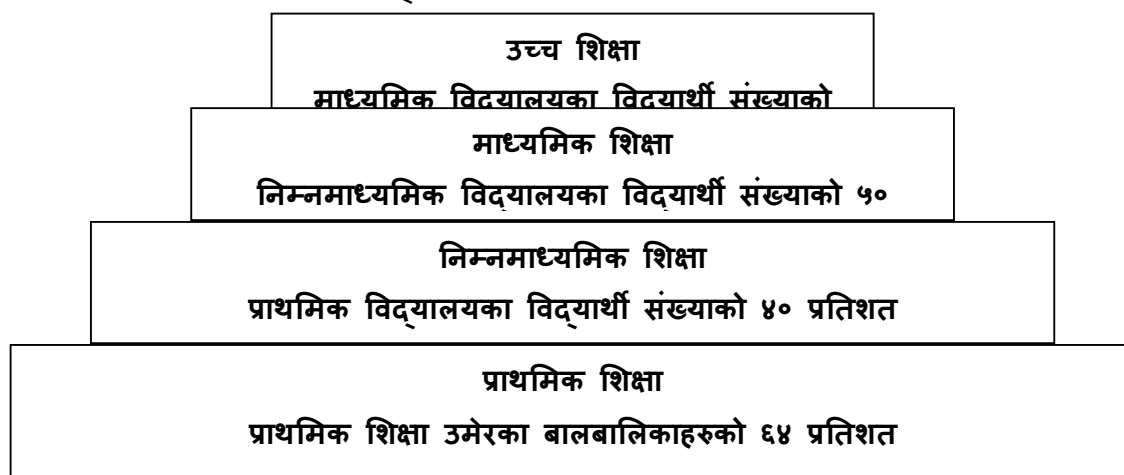 उच्च शिक्षा
माध्यमिक विद्यालयका विद्यार्थी संख्याको
माध्यमिक शिक्षा
निम्नमाध्यमिक विद्यालयका विद्यार्थी संख्याको ५०
निम्नमाध्यमिक शिक्षा
प्राथमिक विद्यालयका विद्यार्थी संख्याको ४० प्रतिशत
प्राथमिक शिक्षा
प्राथमिक शिक्षा उमेरका बालबालिकाहरुको ६४ प्रतिशत